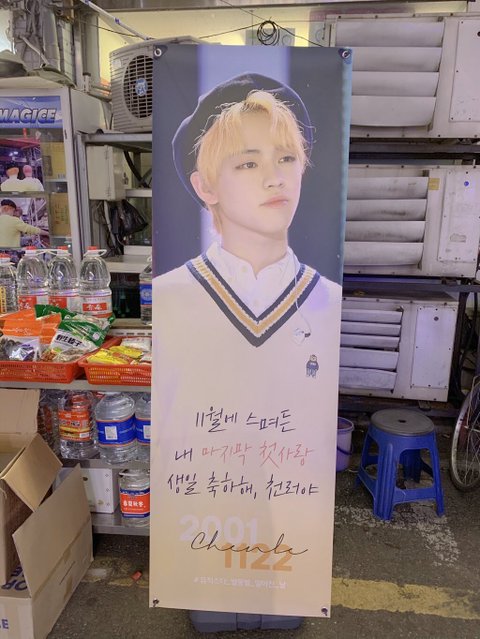 MAGICE
11월에 스며든
내 마지막 첫사랑
생일 축하해, 천러야
2001
1122
Chenle